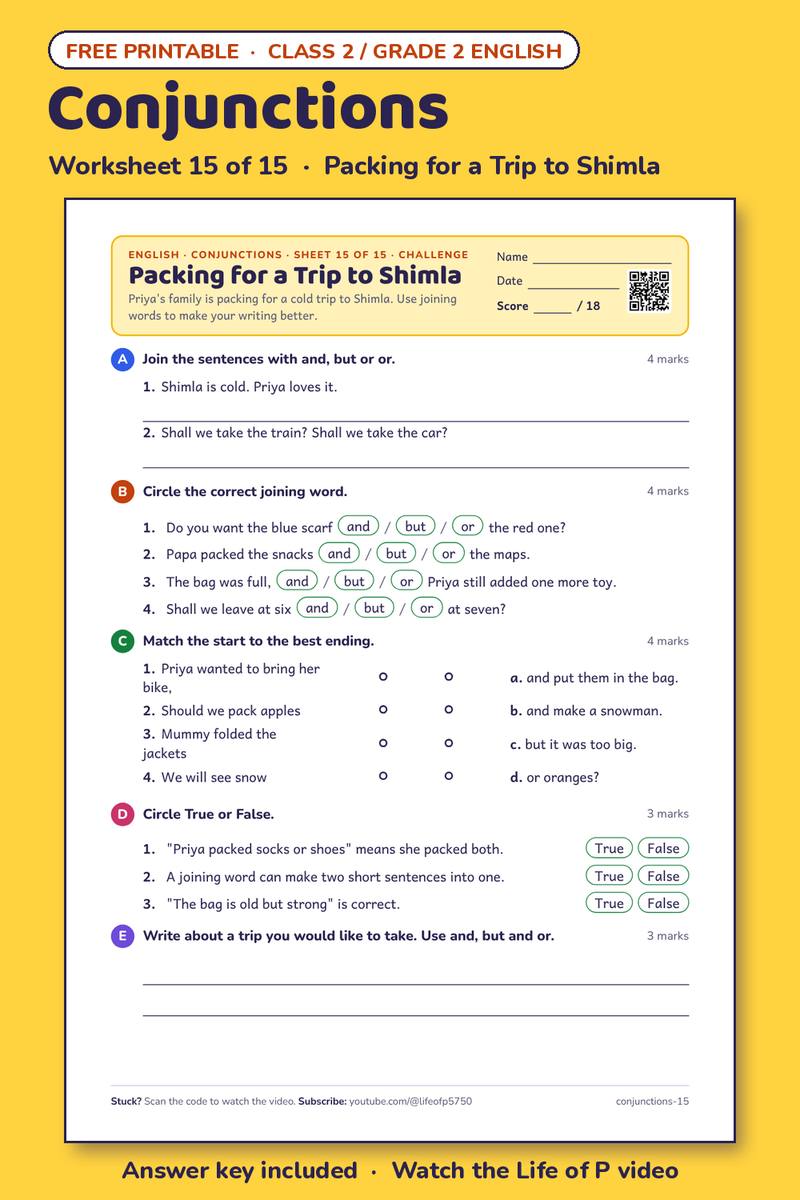 FREE PRINTABLE · CLASS 2 / GRADE 2 ENGLISH
Conjunctions
Worksheet 15 of 15 · Packing for a Trip to Shimla
ENGLISH · CONJUNCTIONS · SHEET 15 OF 15 · CHALLENGE
Packing for a Trip to Shimla
Priya's family is packing for a cold trip to Shimla. Use joining
words to make your writing better.
Name
Date
Score / 18
A Join the sentences with and, but or or. 4 marks
1. Shimla is cold. Priya loves it.
2. Shall we take the train? Shall we take the car?
B Circle the correct joining word. 4 marks
1. Do you want the blue scarf and / but / or the red one?
2. Papa packed the snacks and / but / or the maps.
3. The bag was full, and / but / or Priya still added one more toy.
4. Shall we leave at six and / but / or at seven?
C Match the start to the best ending. 4 marks
1. Priya wanted to bring her
bike,
a. and put them in the bag.
2. Should we pack apples
b. and make a snowman.
3. Mummy folded the
jackets
c. but it was too big.
4. We will see snow
d. or oranges?
D Circle True or False. 3 marks
1. "Priya packed socks or shoes" means she packed both. True False
2. A joining word can make two short sentences into one. True False
3. "The bag is old but strong" is correct. True False
E Write about a trip you would like to take. Use and, but and or. 3 marks
Stuck? Scan the code to watch the video. Subscribe: youtube.com/@lifeofp5750
conjunctions-15
Answer key included · Watch the Life of P video